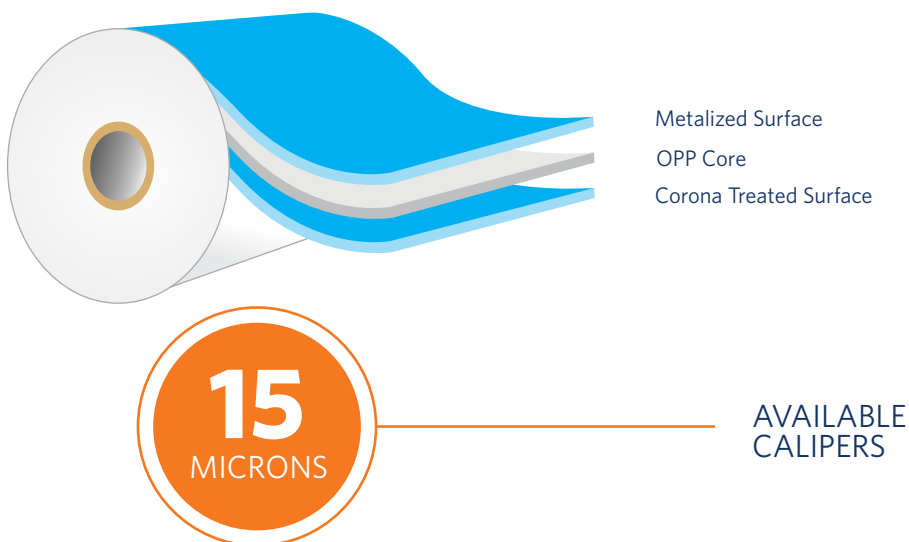 Metalized Surface
OPP Core
Corona Treated Surface
15
MICRONS
AVAILABLE
CALIPERS